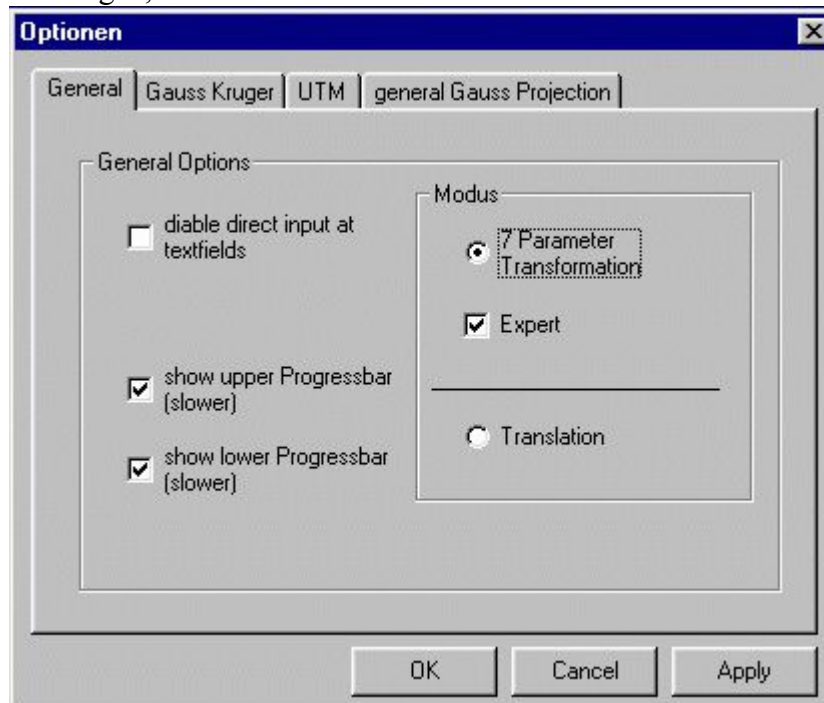 Optionen
General Gauss Kruger UTM general Gauss Projection
General Options
diable direct input at
textfields
show upper Progressbar
(slower)
show lower Progressbar
(slower)
Modus
7 Parameter
Transformation
Expert
Translation
OK Cancel Apply